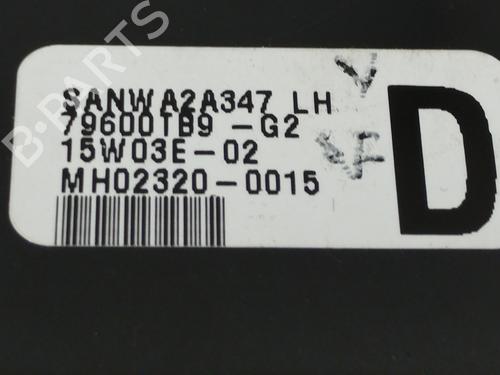 B-PARTS
SANWA2A347 LH
79600TB9 -G2
15W03E-02
MH02320-0015
D